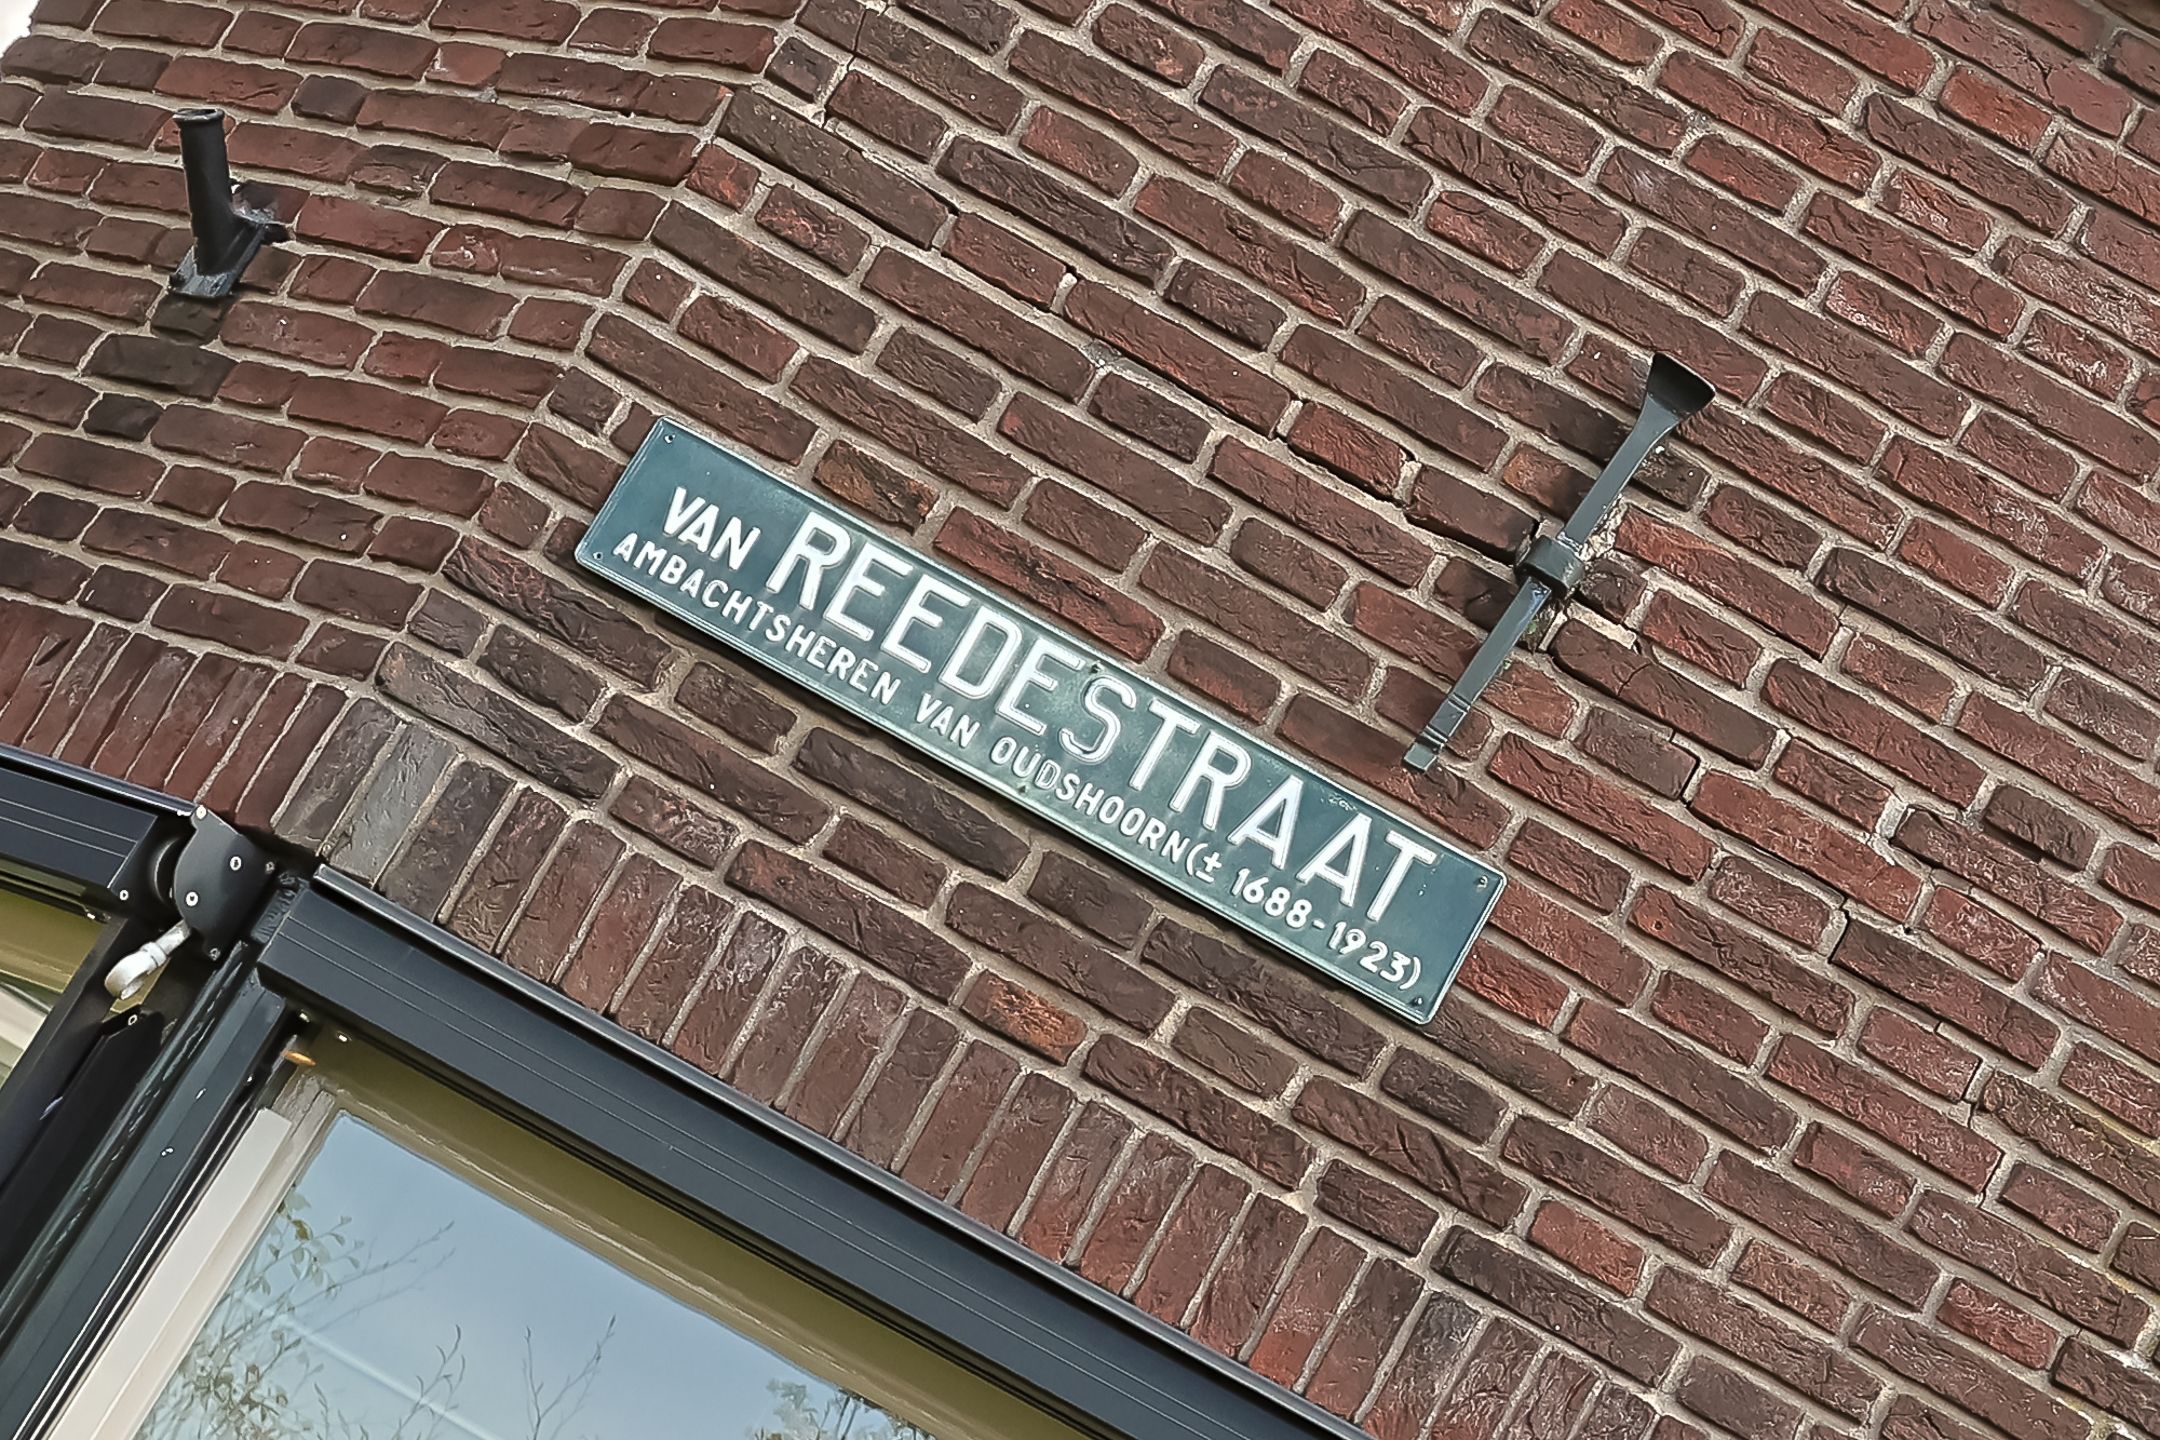 VAN REEDESTRAAT
AMBACHTSHEREN VAN OUDSHOORN(± 1688-1923)